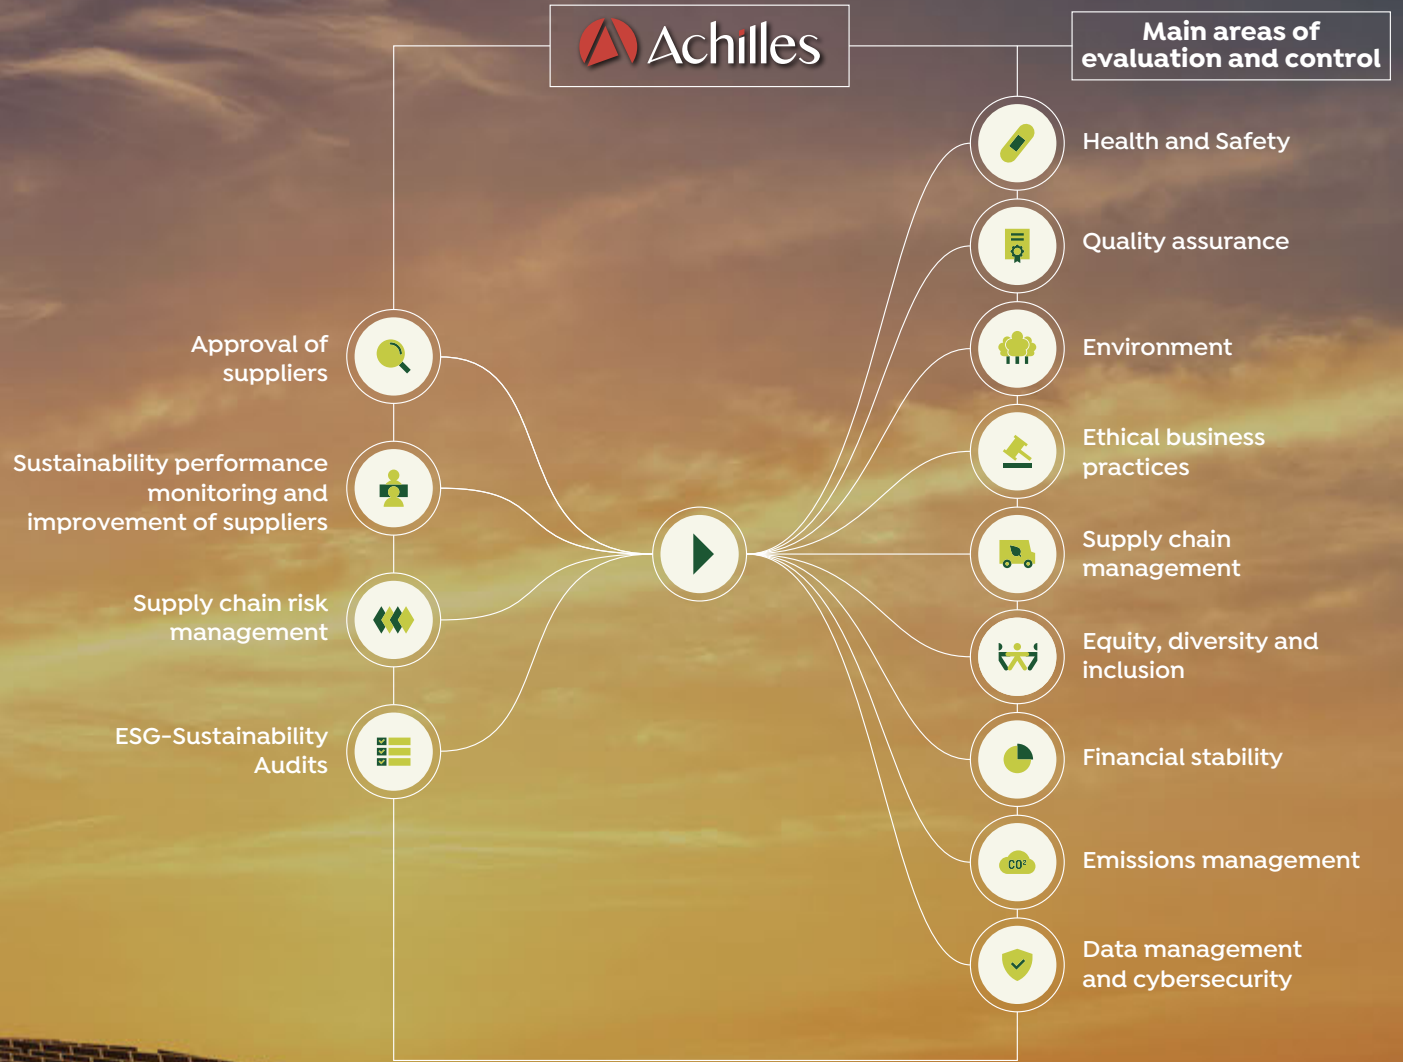 Achilles
Main areas of
evaluation and control
Approval of
suppliers
Sustainability performance
monitoring and
improvement of suppliers
Supply chain risk
management
ESG-Sustainability
Audits
Health and Safety
Quality assurance
Environment
Ethical business
practices
Supply chain
management
Equity, diversity and
inclusion
Financial stability
CO²
Emissions management
Data management
and cybersecurity